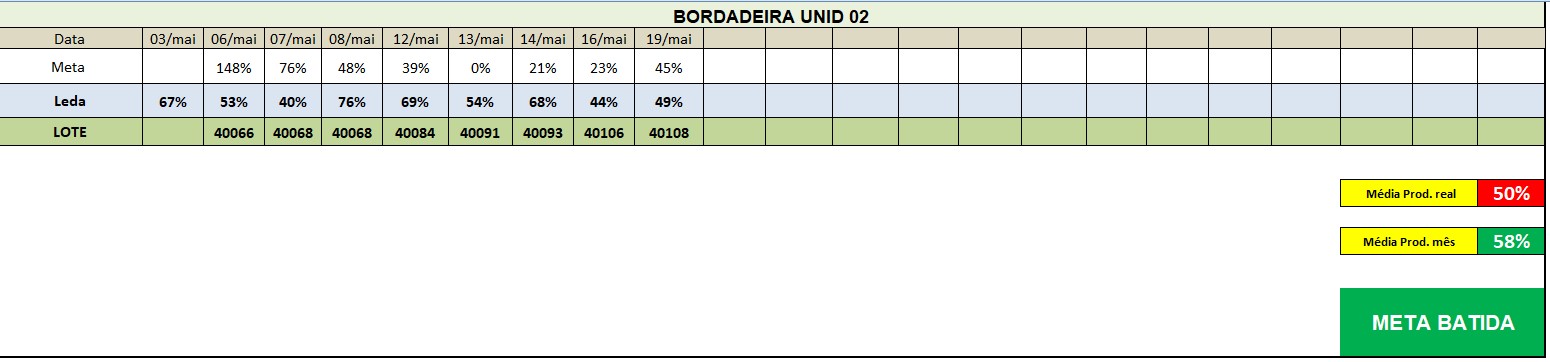 BORDADEIRA UNID 02
Data 03/mai 06/mai 07/mai 08/mai 12/mai 13/mai 14/mai 16/mai 19/mai
Meta 148% 76% 48% 39% 0% 21% 23% 45%
Leda 67% 53% 40% 76% 69% 54% 68% 44% 49%
LOTE 40066 40068 40068 40084 40091 40093 40106 40108
Média Prod. real 50%
Média Prod. mês 58%
META BATIDA